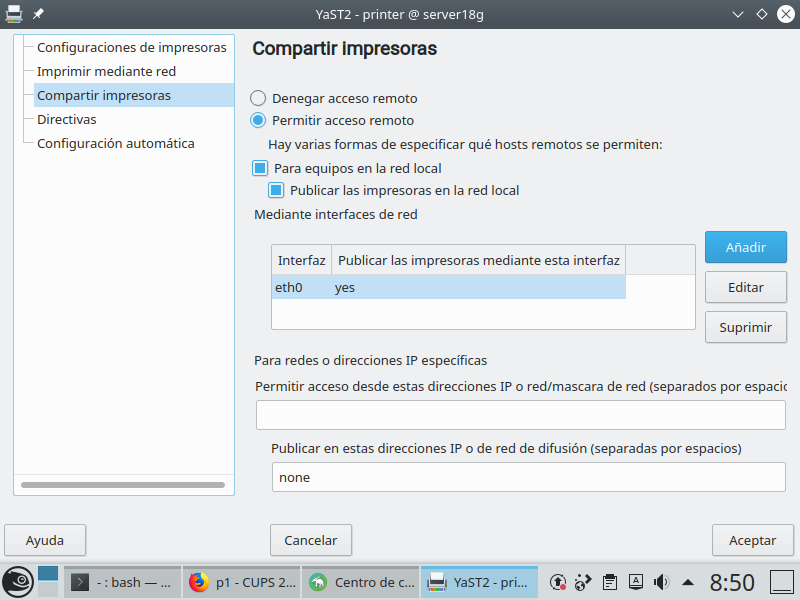 YaST2 - printer @ server18g
Configuraciones de impresoras
Imprimir mediante red
Compartir impresoras
Directivas
Configuración automática
Compartir impresoras
Denegar acceso remoto
Permitir acceso remoto
Hay varias formas de especificar qué hosts remotos se permiten:
Para equipos en la red local
Publicar las impresoras en la red local
Mediante interfaces de red
Interfaz Publicar las impresoras mediante esta interfaz
eth0 yes
Añadir
Editar
Suprimir
Para redes o direcciones IP específicas
Permitir acceso desde estas direcciones IP o red/mascara de red (separados por espacio
Publicar en estas direcciones IP o de red de difusión (separadas por espacios)
none
Ayuda Cancelar Aceptar
- : bash — ... p1 - CUPS 2... Centro de c... YaST2 - pri... 8:50